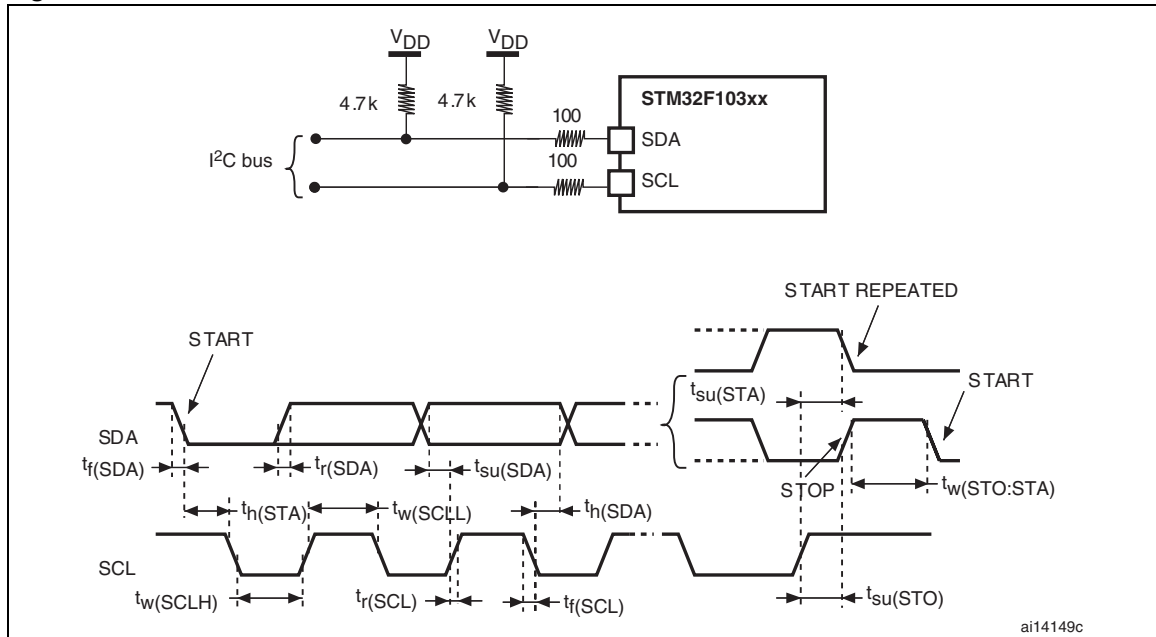 VDD
VDD
4.7k
4.7k
STM32F103xx
100
SDA
I²C bus
100
SCL
START REPEATED
START
START
tsu(STA)
SDA
tf(SDA)
tr(SDA)
tsu(SDA)
STOP
tw(STO:STA)
th(STA)
tw(SCLL)
th(SDA)
SCL
tw(SCLH)
tr(SCL)
tf(SCL)
tsu(STO)
ai14149c